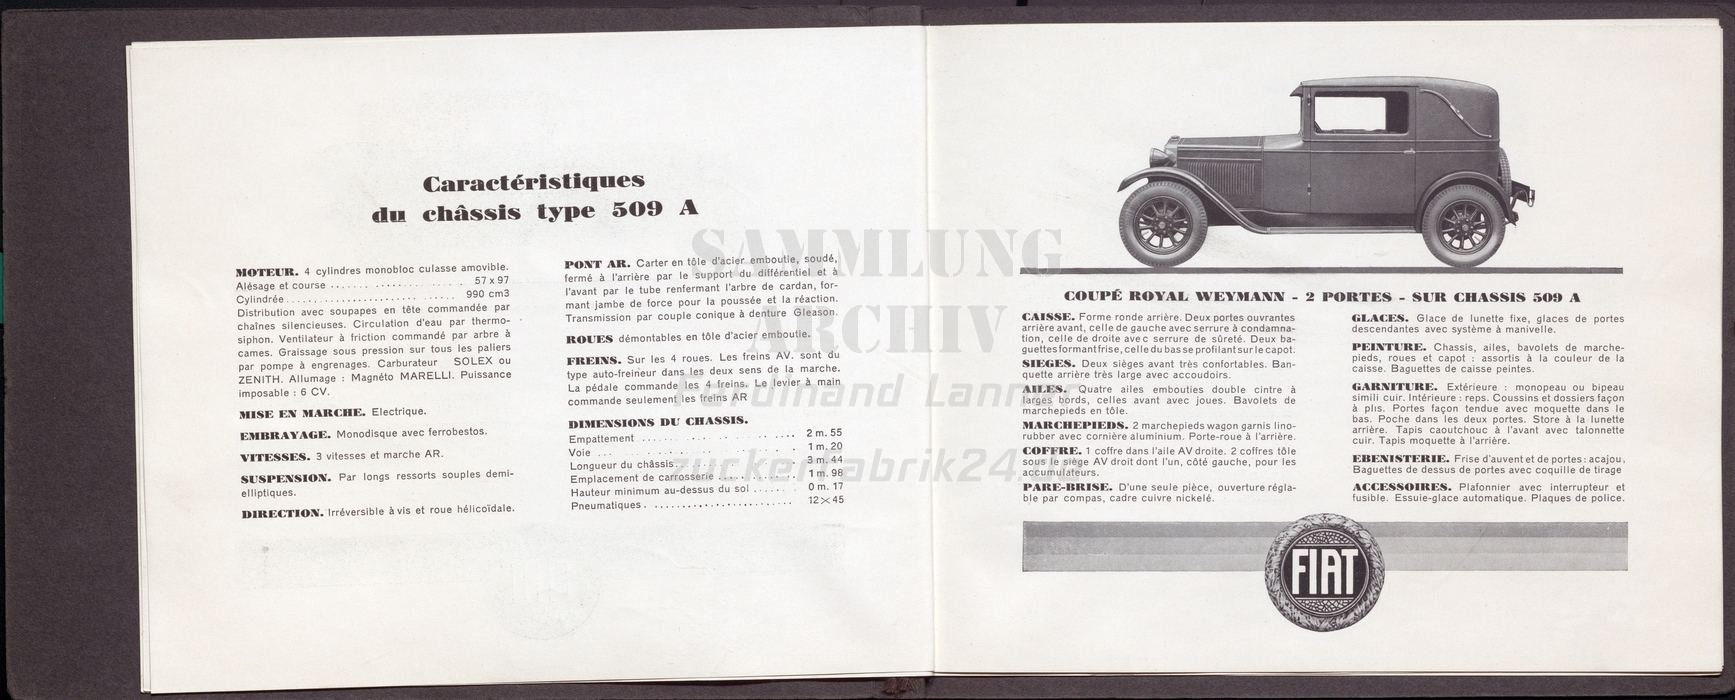 Caractéristiques
du châssis type 509 A
MOTEUR. 4 cylindres monobloc culasse amovible.
Alésage et course ...................... 57 x 97
Cylindrée............................... 990 cm3
Distribution avec soupapes en tête commandée par
chaînes silencieuses. Circulation d'eau par thermo-
siphon. Ventilateur à friction commandé par arbre à
cames. Graissage sous pression sur tous les paliers
par pompe à engrenages. Carburateur SOLEX ou
ZENITH. Allumage : Magnéto MARELLI. Puissance
imposable : 6 CV.
MISE EN MARCHE. Electrique.
EMBRAYAGE. Monodisque avec ferrobestos.
VITESSES. 3 vitesses et marche AR.
SUSPENSION. Par longs ressorts souples demi-
elliptiques.
DIRECTION. Irréversible à vis et roue hélicoïdale.
PONT AR. Carter en tôle d'acier emboutie, soudé,
fermé à l'arrière par le support du différentiel et à
l'avant par le tube renfermant l'arbre de cardan, for-
mant jambe de force pour la poussée et la réaction.
Transmission par couple conique à denture Gleason.
ROUES démontables en tôle d'acier emboutie.
FREINS. Sur les 4 roues. Les freins AV. sont du
type auto-freineur dans les deux sens de la marche.
La pédale commande les 4 freins. Le levier à main
commande seulement les freins AR
DIMENSIONS DU CHASSIS.
Empattement ........................ 2 m. 55
Voie ............................... 1 m. 20
Longueur du châssis................. 3 m. 44
Emplacement de carrosserie ......... 1 m. 98
Hauteur minimum au-dessus du sol ...... 0 m. 17
Pneumatiques. ........................ 12 × 45
COUPÉ ROYAL WEYMANN - 2 PORTES - SUR CHASSIS 509 A
CAISSE. Forme ronde arrière. Deux portes ouvrantes
arrière avant, celle de gauche avec serrure à condamna-
tion, celle de droite avec serrure de sûreté. Deux ba-
guettes formant frise, celle du bas se profilant sur le capot.
SIEGES. Deux sièges avant très confortables. Ban-
quette arrière très large avec accoudoirs.
AILES. Quatre ailes embouties double cintre à
larges bords, celles avant avec joues. Bavolets de
marchepieds en tôle.
MARCHEPIEDS. 2 marchepieds wagon garnis lino-
rubber avec cornière aluminium. Porte-roue à l'arrière.
COFFRE. 1 coffre dans l'aile AV droite. 2 coffres tôle
sous le siège AV droit dont l'un, côté gauche, pour les
accumulateurs.
PARE-BRISE. D'une seule pièce, ouverture régla-
ble par compas, cadre cuivre nickelé.
GLACES. Glace de lunette fixe, glaces de portes
descendantes avec système à manivelle.
PEINTURE. Chassis, ailes, bavolets de marche-
pieds, roues et capot : assortis à la couleur de la
caisse. Baguettes de caisse peintes.
GARNITURE. Extérieure : monopeau ou bipeau
simili cuir. Intérieure : reps. Coussins et dossiers façon
à plis. Portes façon tendue avec moquette dans le
bas. Poche dans les deux portes. Store à la lunette
arrière. Tapis caoutchouc à l'avant avec talonnette
cuir. Tapis moquette à l'arrière.
EBENISTERIE. Frise d'auvent et de portes : acajou.
Baguettes de dessus de portes avec coquille de tirage
ACCESSOIRES. Plafonnier avec interrupteur et
fusible. Essuie-glace automatique. Plaques de police.
FIAT
SAMMLUNG
ARCHIV
Ferdinand Lanner
zuckerfabrik24.de